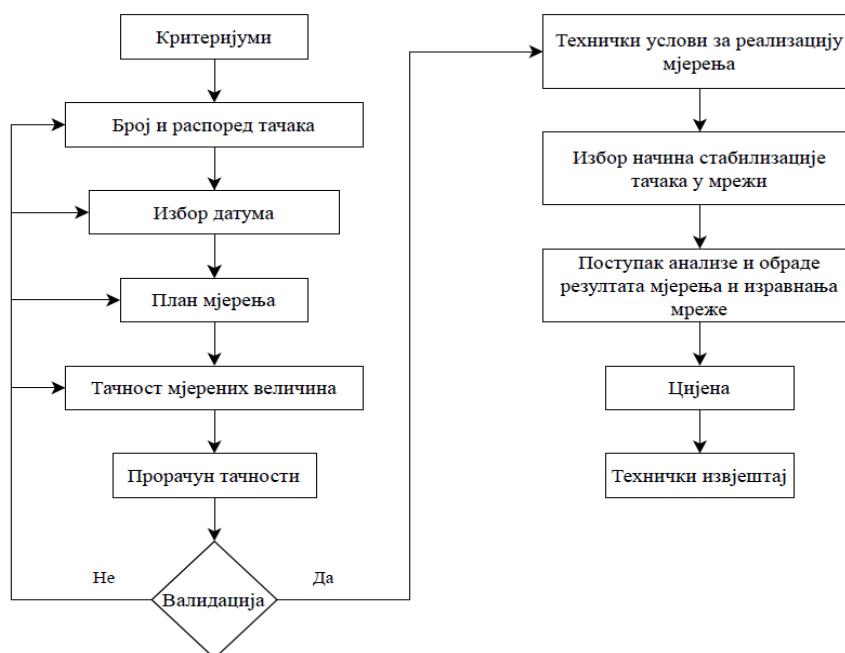 Критеријуми
Број и распоред тачака
Избор датума
План мјерења
Тачност мјерених величина
Прорачун тачности
Не
Да
Валидација
Технички услови за реализацију
мјерења
Избор начина стабилизације
тачака у мрежи
Поступак анализе и обраде
резултата мјерења и изравнања
мреже
Цијена
Технички извјештај